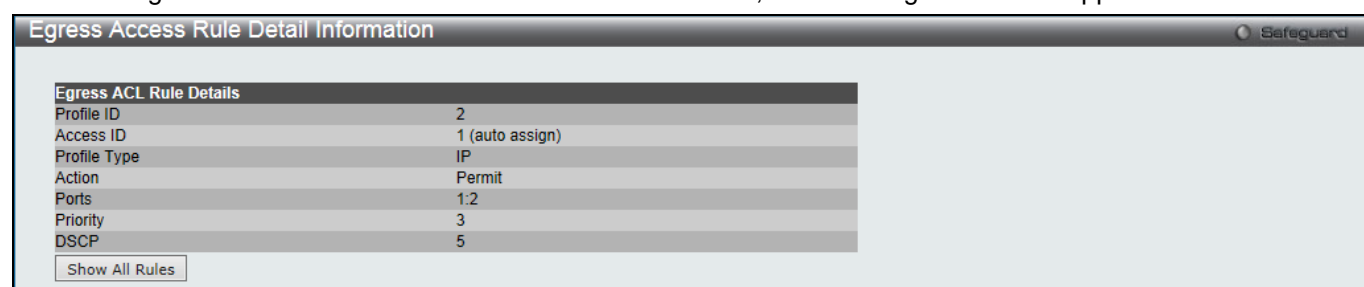 Egress Access Rule Detail Information
Safeguard
Egress ACL Rule Details
Profile ID 2
Access ID 1 (auto assign)
Profile Type IP
Action Permit
Ports 1:2
Priority 3
DSCP 5
Show All Rules